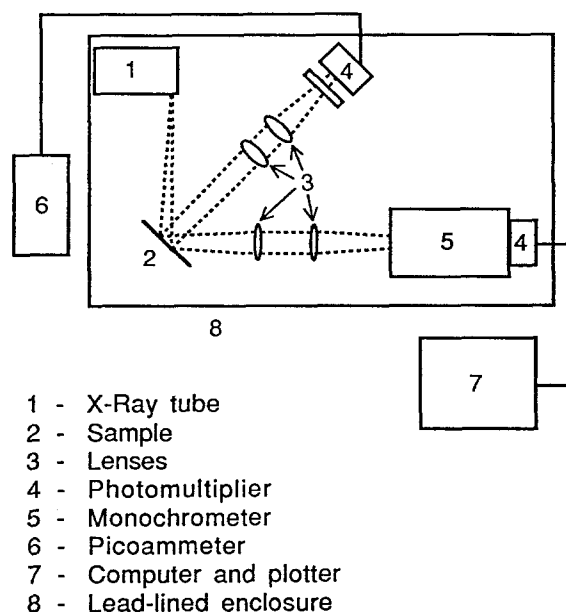 1
4
3
6
2
5
4
8
7
1 - X-Ray tube
2 - Sample
3 - Lenses
4 - Photomultiplier
5 - Monochrometer
6 - Picoammeter
7 - Computer and plotter
8 - Lead-lined enclosure